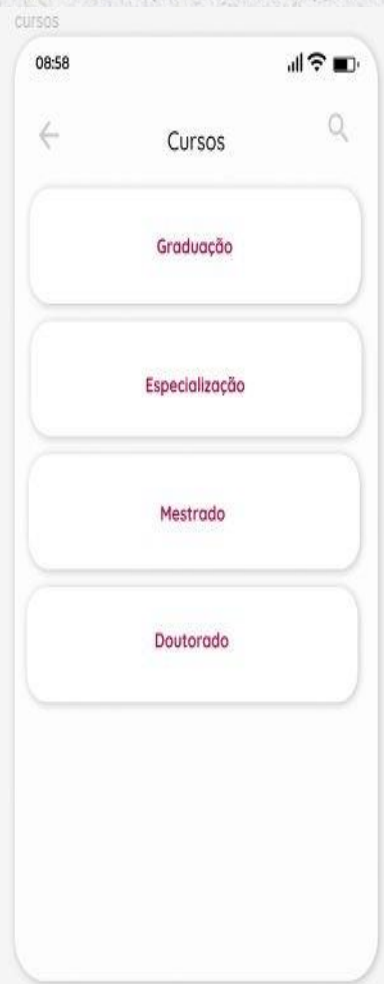 cursos
08:58
Cursos
Graduação
Especialização
Mestrado
Doutorado